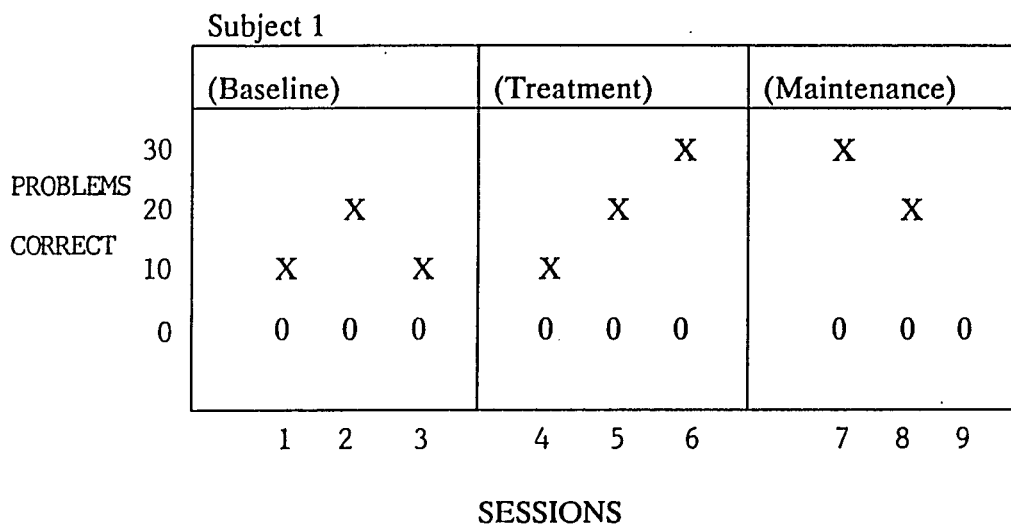 Subject 1
(Baseline) (Treatment) (Maintenance)
30 X X
PROBLEMS
20 X X X
CORRECT
10 X X X
0 0 0 0 0 0 0 0 0 0
1 2 3 4 5 6 7 8 9
SESSIONS